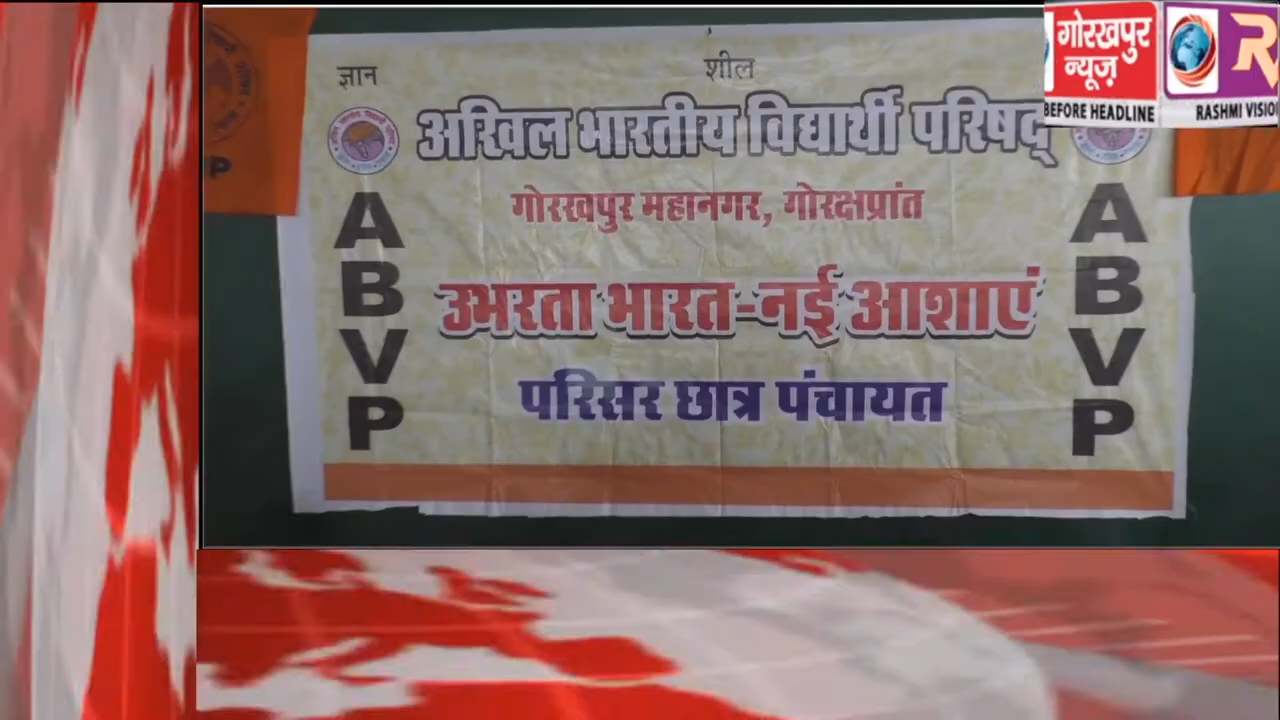 ज्ञान
शील
अखिल भारतीय विद्यार्थी परिषद्
गोरखपुर महानगर, गोरक्षप्रांत
उभरता भारत-नई आशाएं
परिसर छात्र पंचायत
ABVP
ABVP
P
गोरखपुर
न्यूज़
BEFORE HEADLINE
R
RASHMI VISIO